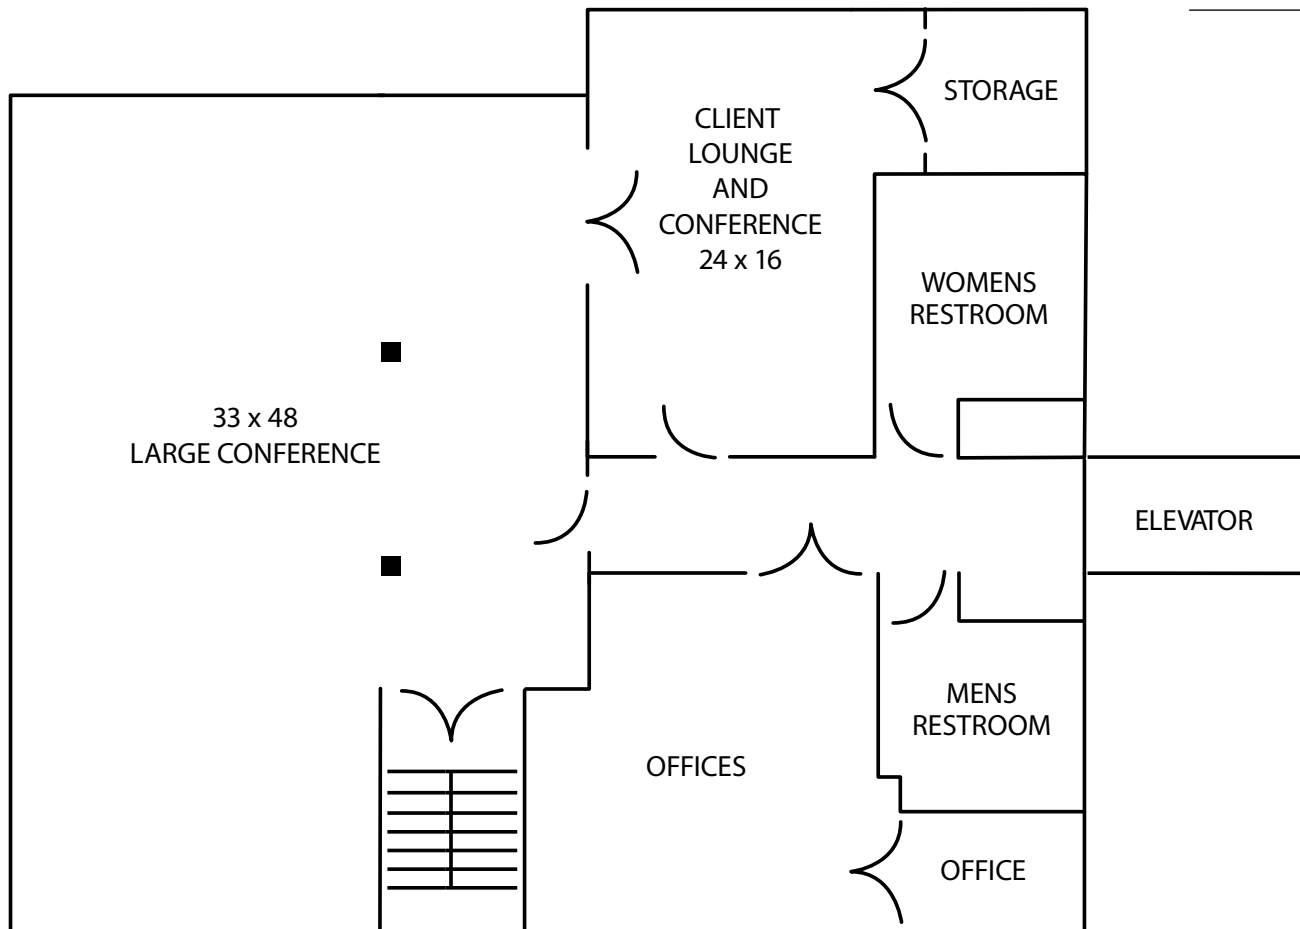 STORAGE
CLIENT
LOUNGE
AND
CONFERENCE
24 x 16
WOMENS
RESTROOM
33 x 48
LARGE CONFERENCE
ELEVATOR
MENS
RESTROOM
OFFICES
OFFICE